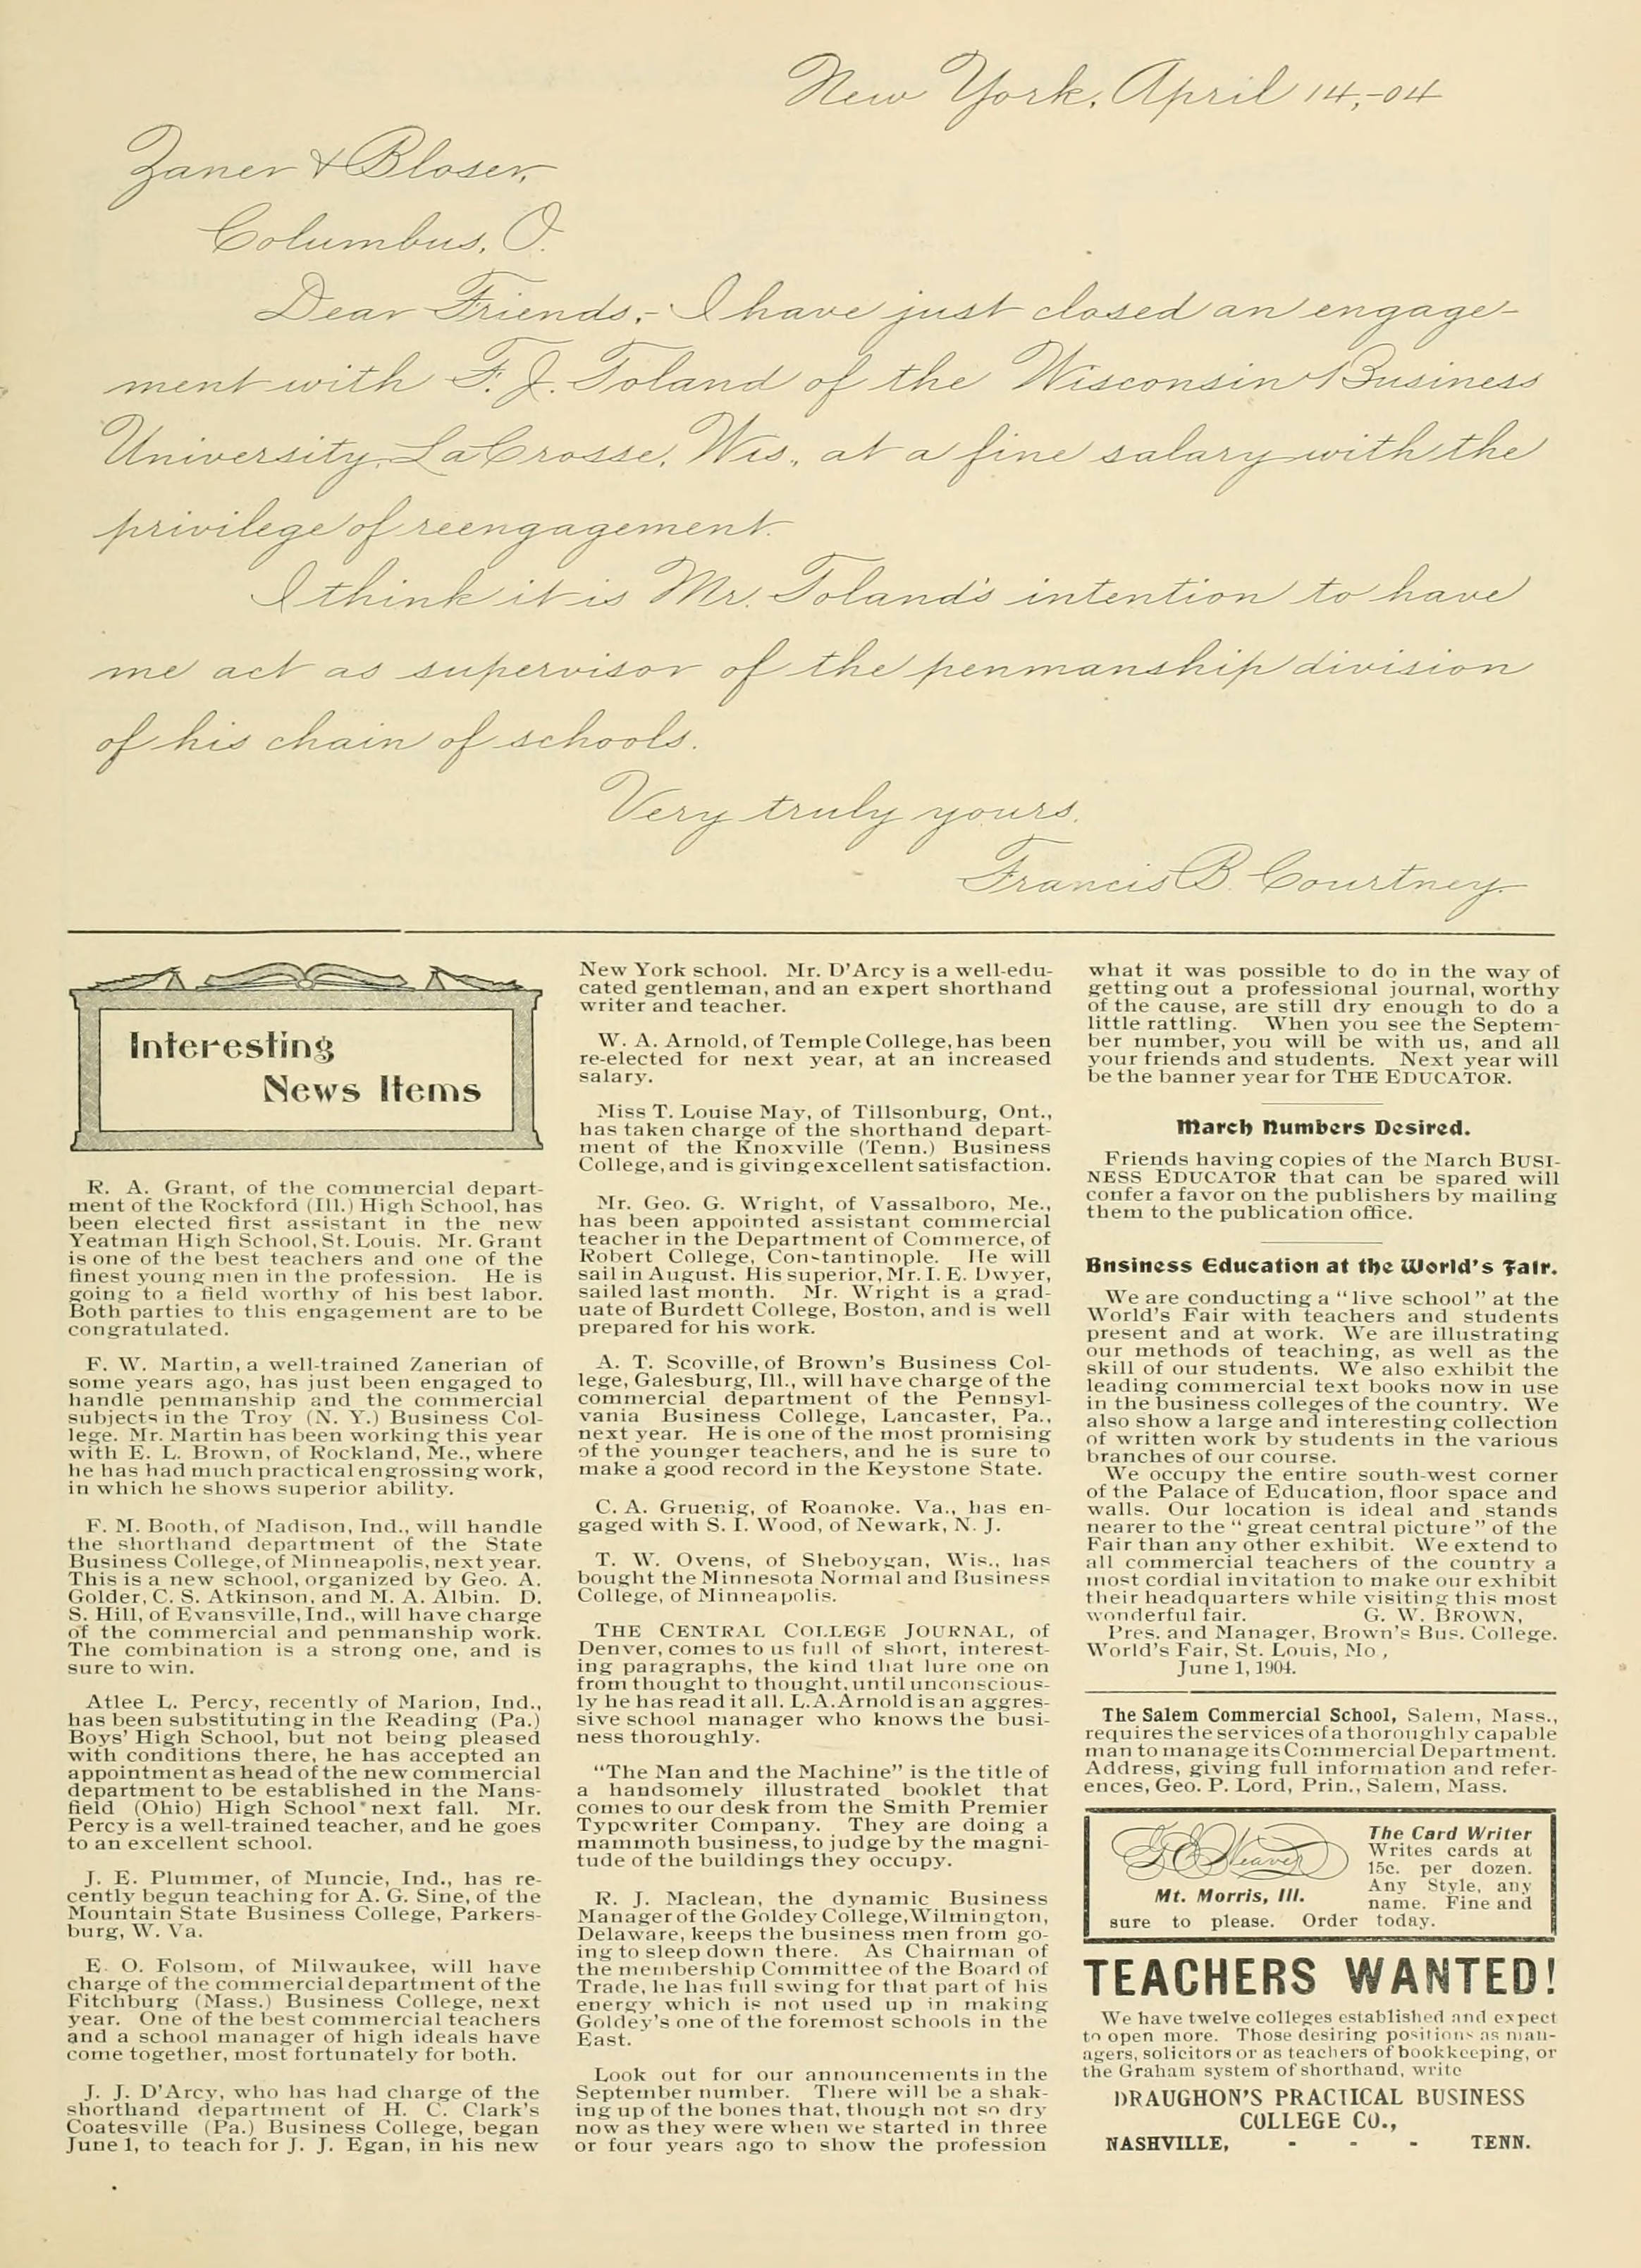 New York, April 14,-04
Zaner & Bloser,
Columbus, O.
Dear Friends,- I have just closed an engage-
ment with F. J. Toland of the Wisconsin Business
University, LaCrosse, Wis., at a fine salary with the
privilege of reengagement.
I think it is Mr. Toland's intention to have
me act as supervisor of the penmanship division
of his chain of schools.
Very truly yours,
Francis B. Courtney.
Interesting
News Items
R. A. Grant, of the commercial depart-
ment of the Rockford (Ill.) High School, has
been elected first assistant in the new
Yeatman High School, St. Louis. Mr. Grant
is one of the best teachers and one of the
finest young men in the profession. He is
going to a field worthy of his best labor.
Both parties to this engagement are to be
congratulated.
F. W. Martin, a well-trained Zanerian of
some years ago, has just been engaged to
handle penmanship and the commercial
subjects in the Troy (N. Y.) Business Col-
lege. Mr. Martin has been working this year
with E. L. Brown, of Rockland, Me., where
he has had much practical engrossing work,
in which he shows superior ability.
F. M. Booth, of Madison, Ind., will handle
the shorthand department of the State
Business College, of Minneapolis, next year.
This is a new school, organized by Geo. A.
Golder, C. S. Atkinson, and M. A. Albin. D.
S. Hill, of Evansville, Ind., will have charge
of the commercial and penmanship work.
The combination is a strong one, and is
sure to win.
Atlee L. Percy, recently of Marion, Ind.,
has been substituting in the Reading (Pa.)
Boys' High School, but not being pleased
with conditions there, he has accepted an
appointment as head of the new commercial
department to be established in the Mans-
field (Ohio) High School next fall. Mr.
Percy is a well-trained teacher, and he goes
to an excellent school.
J. E. Plummer, of Muncie, Ind., has re-
cently begun teaching for A. G. Sine, of the
Mountain State Business College, Parkers-
burg, W. Va.
E. O. Folsom, of Milwaukee, will have
charge of the commercial department of the
Fitchburg (Mass.) Business College, next
year. One of the best commercial teachers
and a school manager of high ideals have
come together, most fortunately for both.
J. J. D'Arcy, who has had charge of the
shorthand department of H. C. Clark's
Coatesville (Pa.) Business College, began
June 1, to teach for J. J. Egan, in his new
New York school. Mr. D'Arcy is a well-edu-
cated gentleman, and an expert shorthand
writer and teacher.
W. A. Arnold, of Temple College, has been
re-elected for next year, at an increased
salary.
Miss T. Louise May, of Tillsonburg, Ont.,
has taken charge of the shorthand depart-
ment of the Knoxville (Tenn.) Business
College, and is giving excellent satisfaction.
Mr. Geo. G. Wright, of Vassalboro, Me.,
has been appointed assistant commercial
teacher in the Department of Commerce, of
Robert College, Constantinople. He will
sail in August. His superior, Mr. I. E. Dwyer,
sailed last month. Mr. Wright is a grad-
uate of Burdett College, Boston, and is well
prepared for his work.
A. T. Scoville, of Brown's Business Col-
lege, Galesburg, Ill., will have charge of the
commercial department of the Pennsyl-
vania Business College, Lancaster, Pa.,
next year. He is one of the most promising
of the younger teachers, and he is sure to
make a good record in the Keystone State.
C. A. Gruenig, of Roanoke. Va., has en-
gaged with S. I. Wood, of Newark, N. J.
T. W. Ovens, of Sheboygan, Wis., has
bought the Minnesota Normal and Business
College, of Minneapolis.
THE CENTRAL COLLEGE JOURNAL, of
Denver, comes to us full of short, interest-
ing paragraphs, the kind that lure one on
from thought to thought, until unconscious-
ly he has read it all. L. A. Arnold is an aggres-
sive school manager who knows the busi-
ness thoroughly.
"The Man and the Machine" is the title of
a handsomely illustrated booklet that
comes to our desk from the Smith Premier
Typewriter Company. They are doing a
mammoth business, to judge by the magni-
tude of the buildings they occupy.
R. J. Maclean, the dynamic Business
Manager of the Goldey College, Wilmington,
Delaware, keeps the business men from go-
ing to sleep down there. As Chairman of
the membership Committee of the Board of
Trade, he has full swing for that part of his
energy which is not used up in making
Goldey's one of the foremost schools in the
East.
Look out for our announcements in the
September number. There will be a shak-
ing up of the bones that, though not so dry
now as they were when we started in three
or four years ago to show the profession
what it was possible to do in the way of
getting out a professional journal, worthy
of the cause, are still dry enough to do a
little rattling. When you see the Septem-
ber number, you will be with us, and all
your friends and students. Next year will
be the banner year for THE EDUCATOR.
March Numbers Desired.
Friends having copies of the March BUSI-
NESS EDUCATOR that can be spared will
confer a favor on the publishers by mailing
them to the publication office.
Bnsiness Education at the World's Fair.
We are conducting a "live school" at the
World's Fair with teachers and students
present and at work. We are illustrating
our methods of teaching, as well as the
skill of our students. We also exhibit the
leading commercial text books now in use
in the business colleges of the country. We
also show a large and interesting collection
of written work by students in the various
branches of our course.
We occupy the entire south-west corner
of the Palace of Education, floor space and
walls. Our location is ideal and stands
nearer to the "great central picture" of the
Fair than any other exhibit. We extend to
all commercial teachers of the country a
most cordial invitation to make our exhibit
their headquarters while visiting this most
wonderful fair. G. W. BROWN,
Pres. and Manager, Brown's Bus. College.
World's Fair, St. Louis, Mo,
June 1, 1904.
The Salem Commercial School, Salem, Mass.,
requires the services of a thoroughly capable
man to manage its Commercial Department.
Address, giving full information and refer-
ences, Geo. P. Lord, Prin., Salem, Mass.
Weaver
Mt. Morris, Ill.
The Card Writer
Writes cards at
15c. per dozen.
Any Style, any
name. Fine and
sure to please. Order today.
TEACHERS WANTED!
We have twelve colleges established and expect
to open more. Those desiring positions as man-
agers, solicitors or as teachers of bookkeeping, or
the Graham system of shorthand, write
DRAUGHON'S PRACTICAL BUSINESS
COLLEGE CO.,
NASHVILLE, - - - TENN.